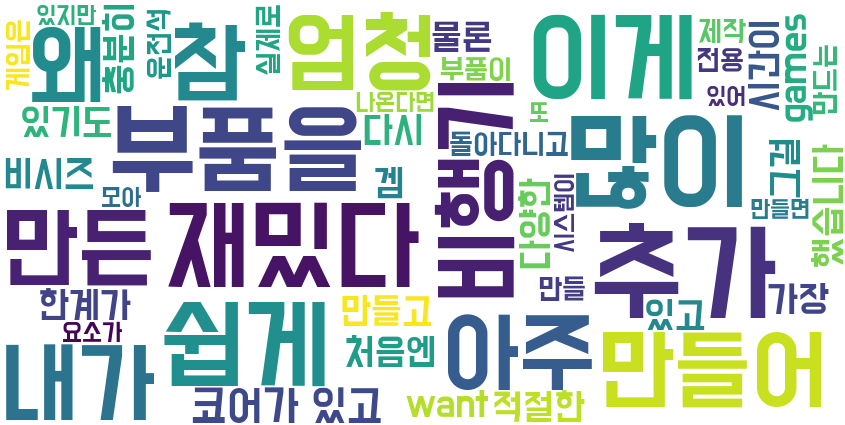 있지만
게임은
왜
충분히
운전석
참
실제로
엄청
물론
부품이
이게
제작
전용
있어
시간이
games
만드는
있기도
부품을
나온다면
다시
비행기
돌아다니고
또
많이
그걸
했습니다
비시즈
모아
겜
다양한
시스템이
만들면
만든
재밌다
추가
한계가
요소가
만들고
만들
있고
가장
내가
쉽게
처음엔
아주
만들어
코어가 있고
want
적절한